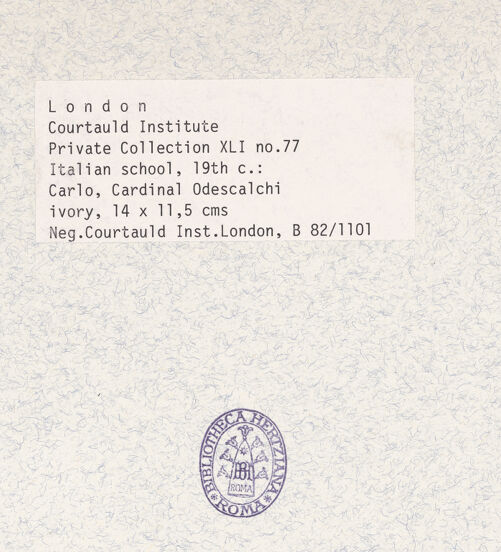 London
Courtauld Institute
Private Collection XLI no.77
Italian school, 19th c.:
Carlo, Cardinal Odescalchi
ivory, 14 x 11,5 cms
Neg.Courtauld Inst.London, B 82/1101
BIBLIOTHECA HERTZIANA
ROMA
* ROMA *